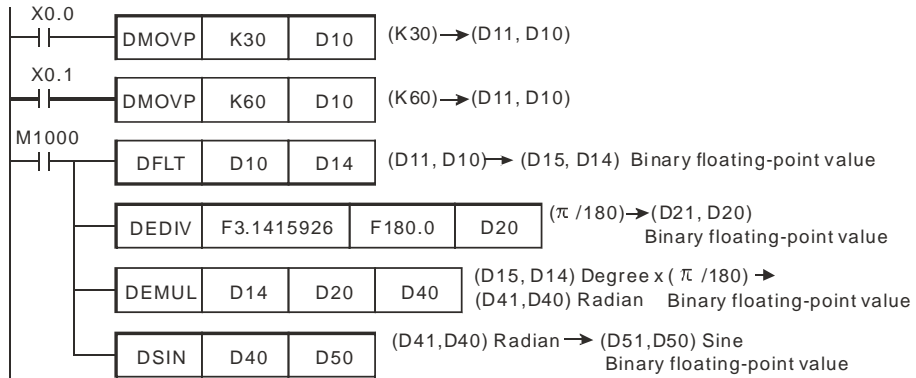 X0.0
DMOVP K30 D10 (K30)→(D11, D10)
X0.1
DMOVP K60 D10 (K60)→(D11, D10)
M1000
DFLT D10 D14 (D11, D10)→ (D15, D14) Binary floating-point value
DEDIV F3.1415926 F180.0 D20 (π /180)→(D21, D20)
Binary floating-point value
DEMUL D14 D20 D40 (D15, D14) Degree x ( π /180) →
(D41,D40) Radian Binary floating-point value
DSIN D40 D50 (D41,D40) Radian→ (D51,D50) Sine
Binary floating-point value